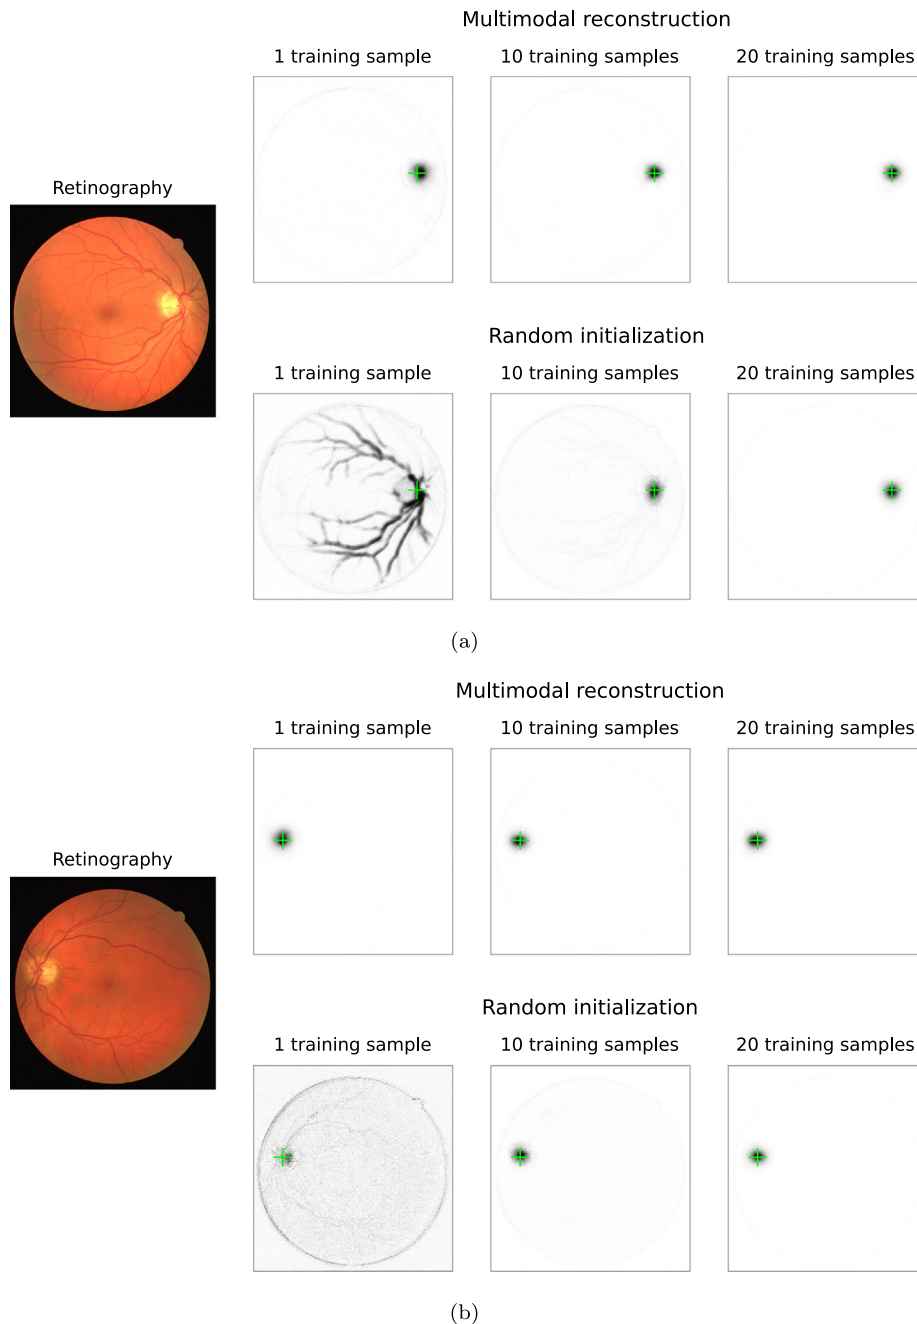 Multimodal reconstruction
1 training sample 10 training samples 20 training samples
Retinography
Random initialization
1 training sample 10 training samples 20 training samples
(a)
Multimodal reconstruction
1 training sample 10 training samples 20 training samples
Retinography
Random initialization
1 training sample 10 training samples 20 training samples
(b)